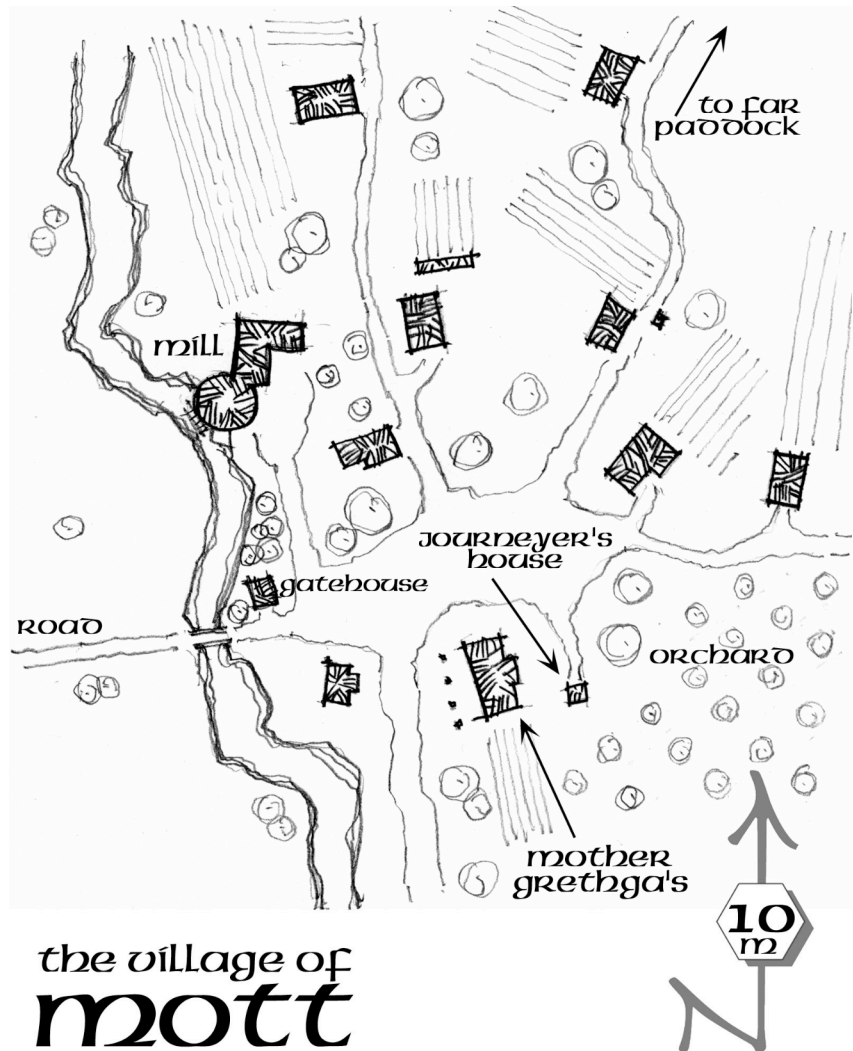 to far
paddock
mill
journeyer's
house
gatehouse
road
orchard
mother
grethga's
10
m
N
the village of
mott